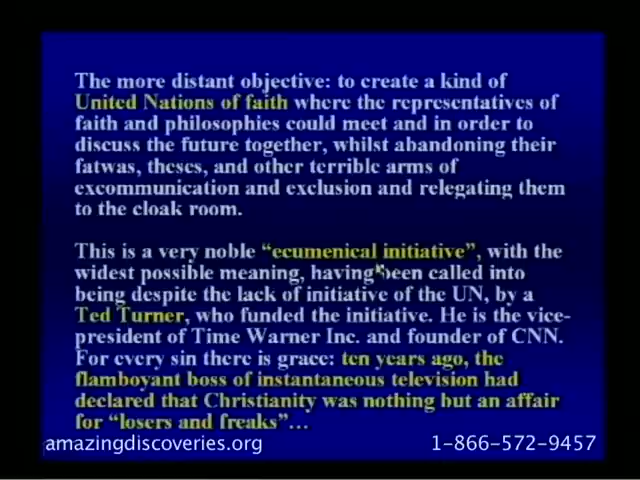 The more distant objective: to create a kind of
United Nations of faith where the representatives of
faith and philosophies could meet and in order to
discuss the future together, whilst abandoning their
fatwas, theses, and other terrible arms of
excommunication and exclusion and relegating them
to the cloak room.
This is a very noble “ecumenical initiative”, with the
widest possible meaning, having been called into
being despite the lack of initiative of the UN, by a
Ted Turner, who funded the initiative. He is the vice-
president of Time Warner Inc. and founder of CNN.
For every sin there is grace: ten years ago, the
flamboyant boss of instantaneous television had
declared that Christianity was nothing but an affair
for “losers and freaks”…
amazingdiscoveries.org 1-866-572-9457